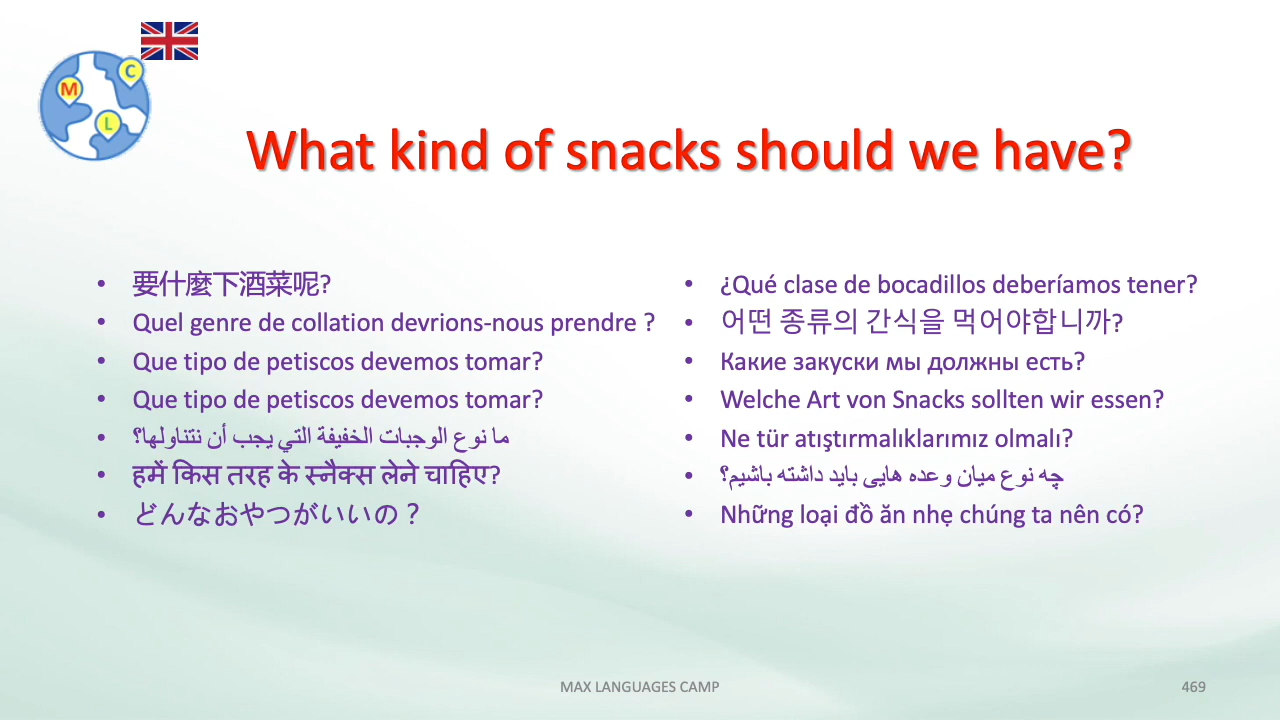 M
C
L
What kind of snacks should we have?
• 要什麼下酒菜呢?
• Quel genre de collation devrions-nous prendre ?
• Que tipo de petiscos devemos tomar?
• Que tipo de petiscos devemos tomar?
• ما نوع الوجبات الخفيفة التي يجب أن نتناولها؟
• हमें किस तरह के स्नैक्स लेने चाहिए?
• どんなおやつがいいの？
• ¿Qué clase de bocadillos deberíamos tener?
• 어떤 종류의 간식을 먹어야합니까?
• Какие закуски мы должны есть?
• Welche Art von Snacks sollten wir essen?
• Ne tür atıştırmalıklarımız olmalı?
• چه نوع میان وعده هایی باید داشته باشیم؟
• Những loại đồ ăn nhẹ chúng ta nên có?
MAX LANGUAGES CAMP
469